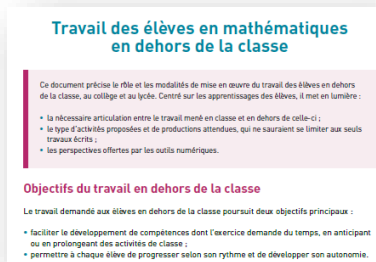 Travail des élèves en mathématiques
en dehors de la classe
Ce document précise le rôle et les modalités de mise en œuvre du travail des élèves en dehors
de la classe, au collège et au lycée. Centré sur les apprentissages des élèves, il met en lumière :
• la nécessaire articulation entre le travail mené en classe et en dehors de celle-ci ;
• le type d'activités proposées et de productions attendues, qui ne sauraient se limiter aux seuls
travaux écrits ;
• les perspectives offertes par les outils numériques.
Objectifs du travail en dehors de la classe
Le travail demandé aux élèves en dehors de la classe poursuit deux objectifs principaux :
• faciliter le développement de compétences dont l'exercice demande du temps, en anticipant
ou en prolongeant des activités de classe ;
• permettre à chaque élève de progresser selon son rythme et de développer son autonomie.